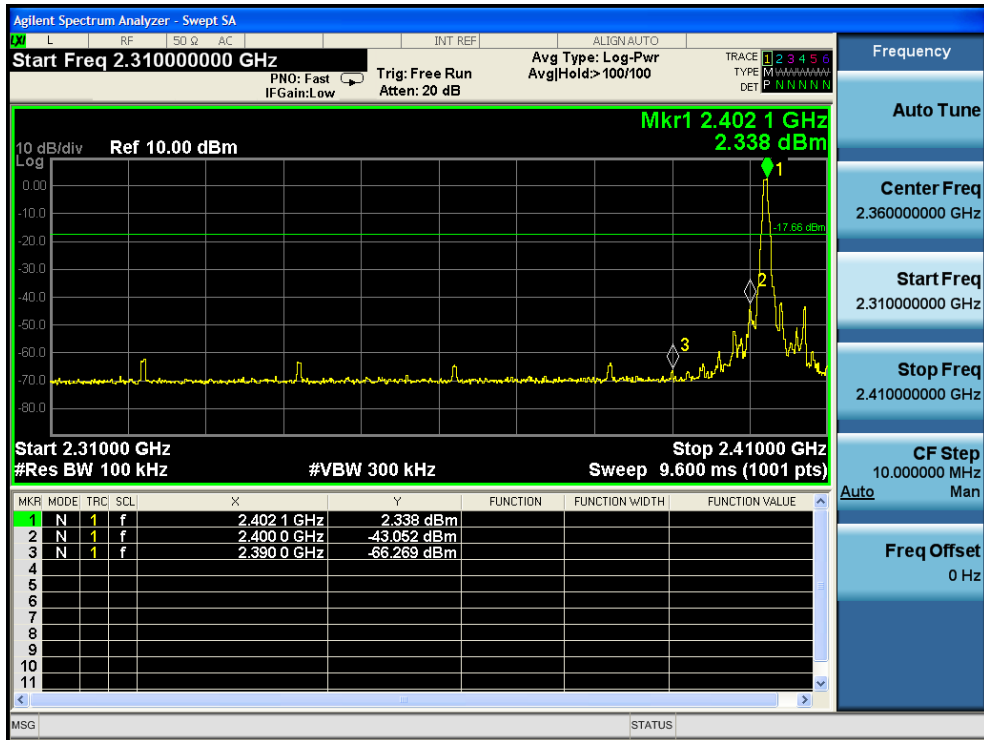 Agilent Spectrum Analyzer - Swept SA
LXI L RF 50 Ω AC INT REF ALIGN AUTO
Start Freq 2.310000000 GHz
PNO: Fast
IFGain:Low
Trig: Free Run
Atten: 20 dB
Avg Type: Log-Pwr
Avg|Hold:> 100/100
TRACE 1 2 3 4 5 6
TYPE M
DET P N N N N N
Mkr1 2.402 1 GHz
2.338 dBm
10 dB/div Ref 10.00 dBm
Log
0.00
-10.0
-20.0
-30.0
-40.0
-50.0
-60.0
-70.0
-80.0
1
-17.66 dBm
2
3
Start 2.31000 GHz Stop 2.41000 GHz
#Res BW 100 kHz #VBW 300 kHz Sweep 9.600 ms (1001 pts)
MKR MODE TRC SCL X Y FUNCTION FUNCTION WIDTH FUNCTION VALUE
1 N 1 f 2.402 1 GHz 2.338 dBm
2 N 1 f 2.400 0 GHz -43.052 dBm
3 N 1 f 2.390 0 GHz -66.269 dBm
4
5
6
7
8
9
10
11
MSG STATUS
Frequency
Auto Tune
Center Freq
2.360000000 GHz
Start Freq
2.310000000 GHz
Stop Freq
2.410000000 GHz
CF Step
10.000000 MHz
Auto Man
Freq Offset
0 Hz